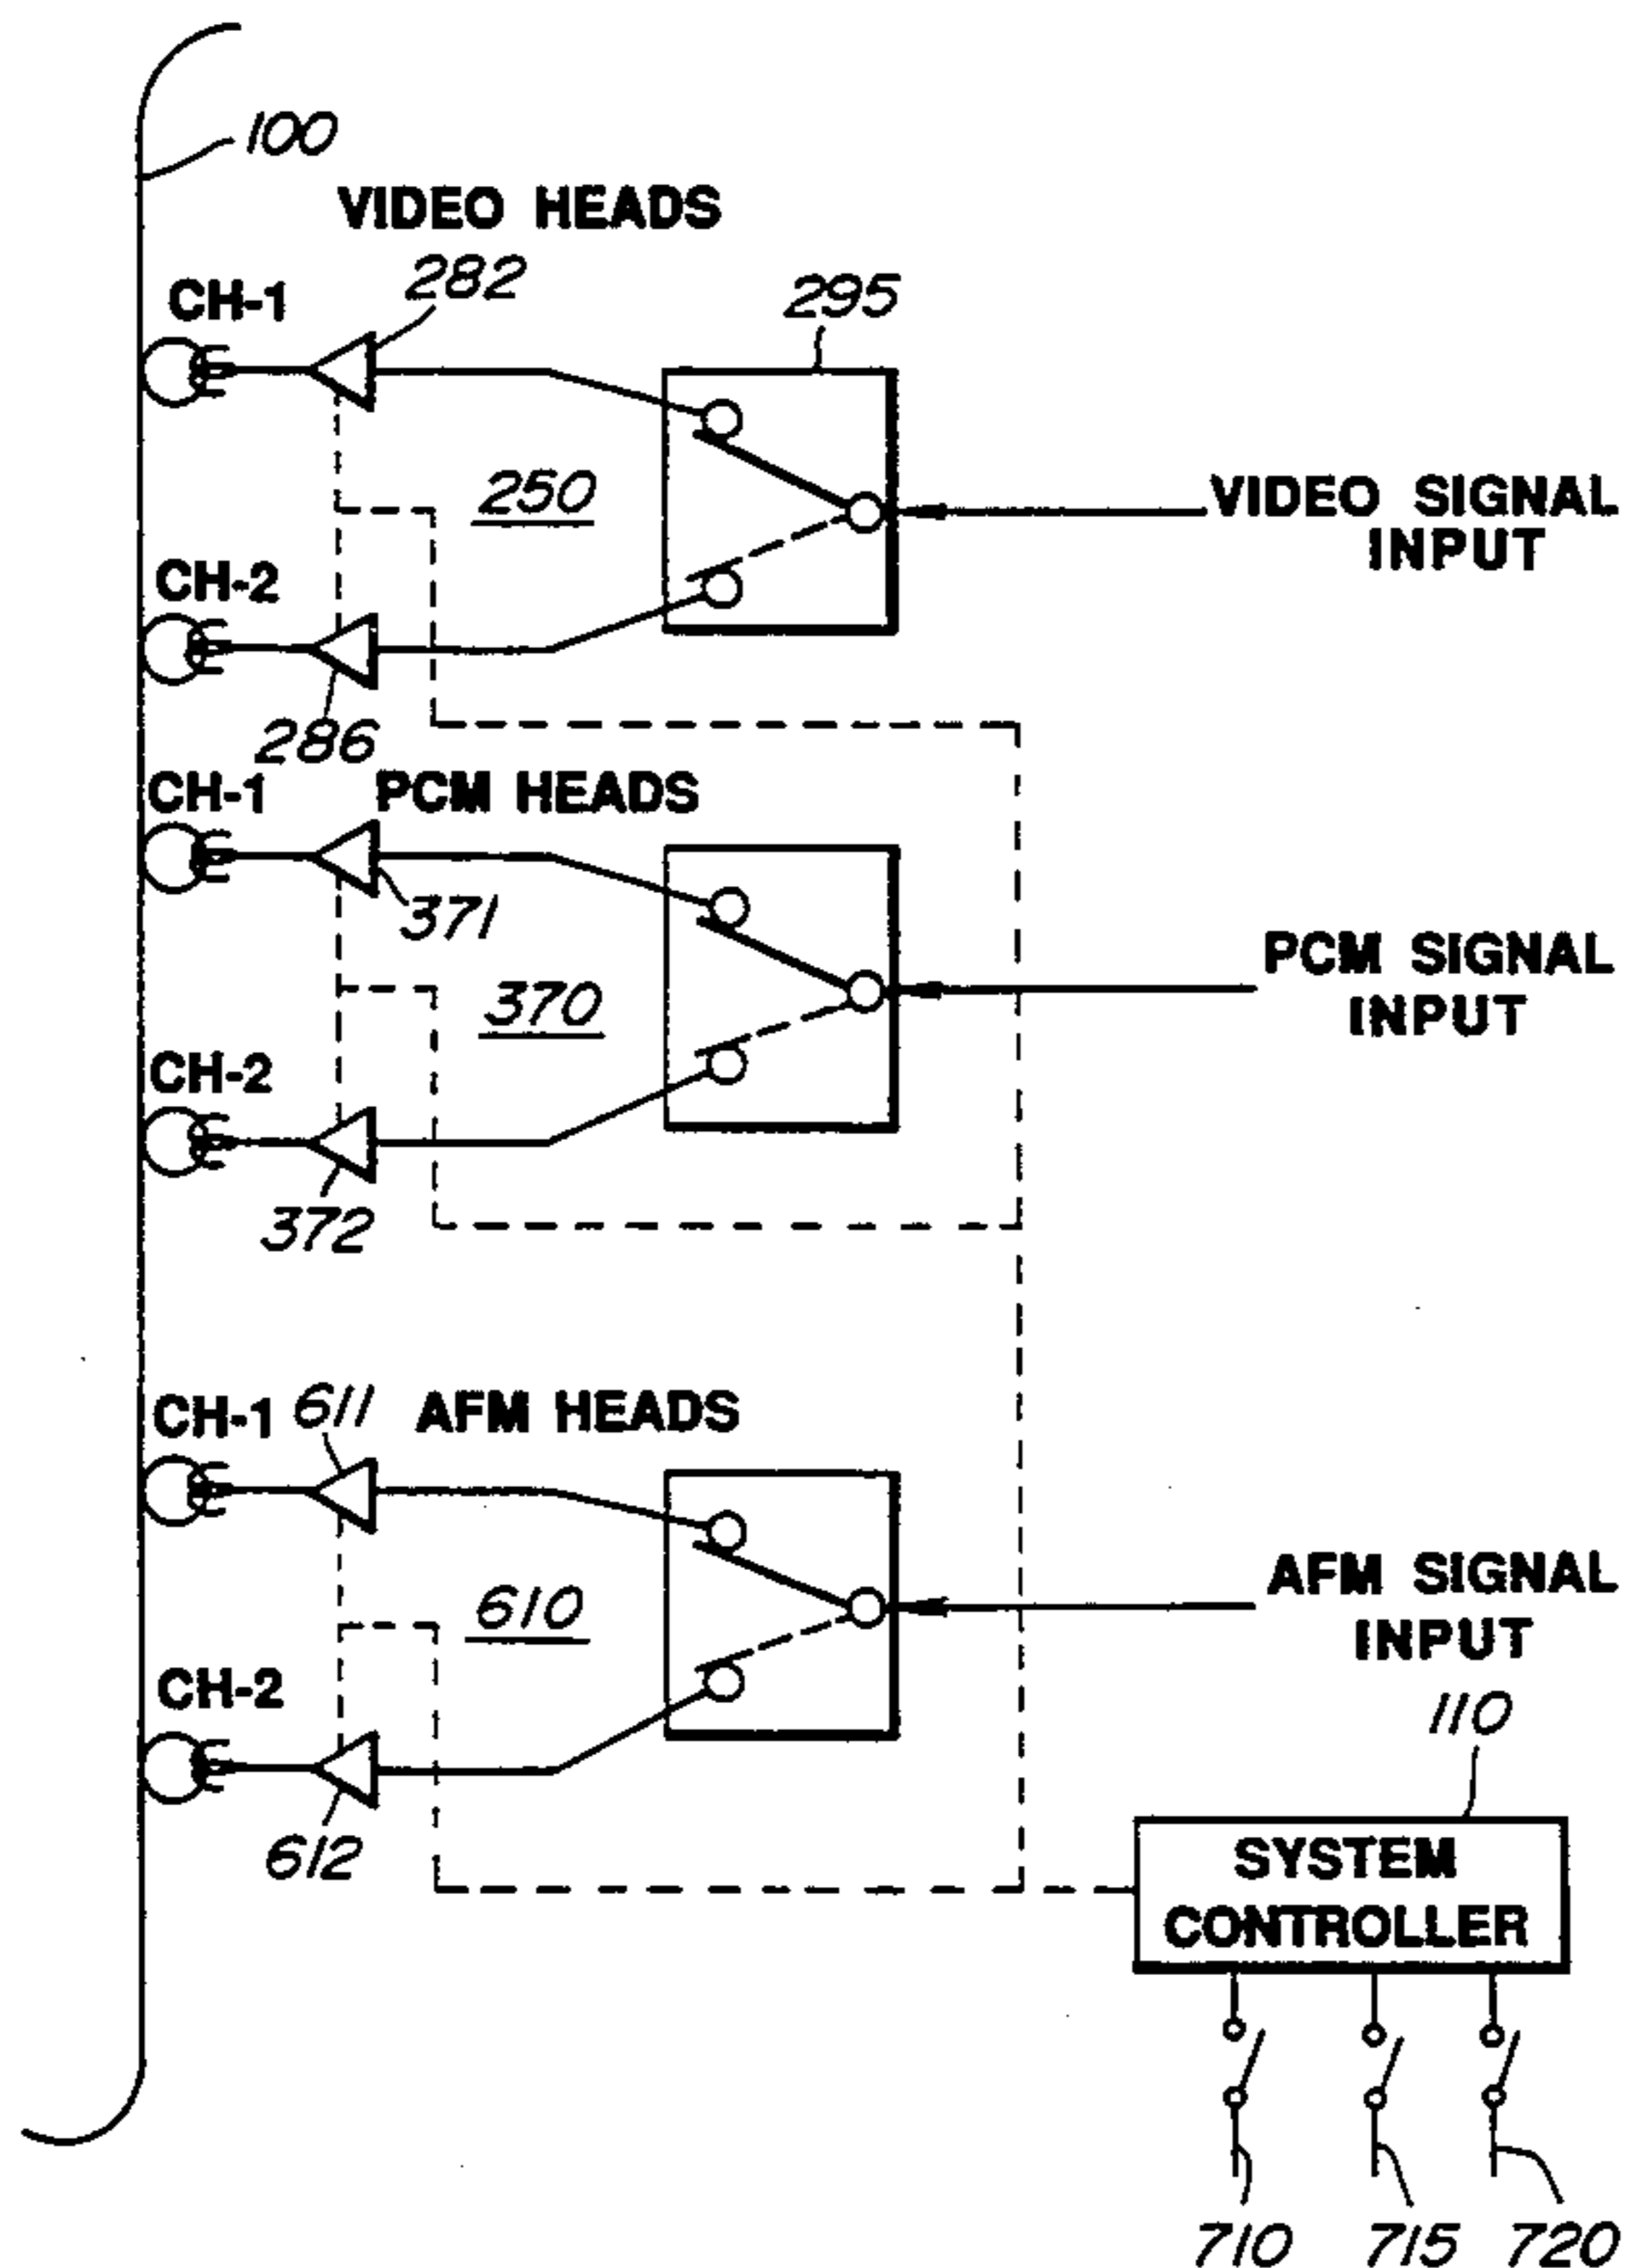 100
VIDEO HEADS
282
CH-1
295
250
VIDEO SIGNAL
INPUT
CH-2
286
CH-1
PCM HEADS
371
370
PCM SIGNAL
INPUT
CH-2
372
CH-1
611
AFM HEADS
610
AFM SIGNAL
INPUT
CH-2
612
110
SYSTEM
CONTROLLER
710
715
720